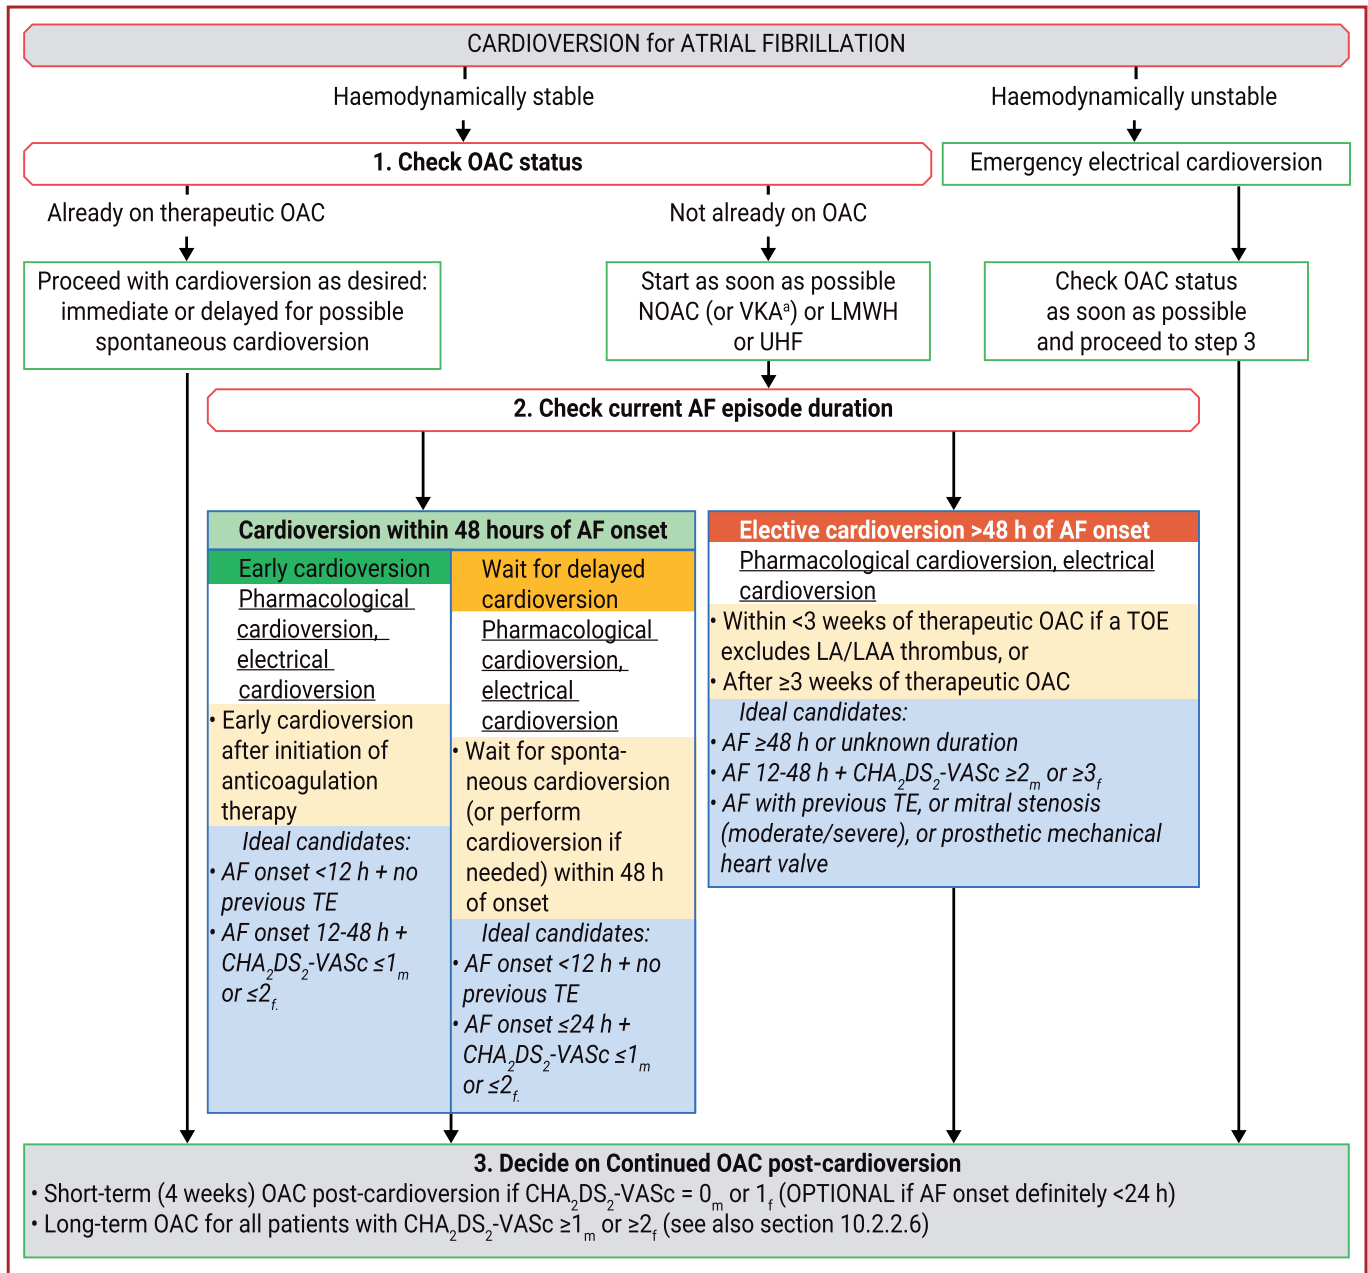 CARDIOVERSION for ATRIAL FIBRILLATION
Haemodynamically stable
Haemodynamically unstable
1. Check OAC status
Emergency electrical cardioversion
Already on therapeutic OAC
Not already on OAC
Proceed with cardioversion as desired:
immediate or delayed for possible
spontaneous cardioversion
Start as soon as possible
NOAC (or VKAᵃ) or LMWH
or UHF
Check OAC status
as soon as possible
and proceed to step 3
2. Check current AF episode duration
Cardioversion within 48 hours of AF onset
Early cardioversion
Pharmacological
cardioversion,
electrical
cardioversion
• Early cardioversion
after initiation of
anticoagulation
therapy
Ideal candidates:
• AF onset <12 h + no
previous TE
• AF onset 12-48 h +
CHA₂DS₂-VASc ≤1ₘ
or ≤2f.
Wait for delayed
cardioversion
Pharmacological
cardioversion,
electrical
cardioversion
• Wait for sponta-
neous cardioversion
(or perform
cardioversion if
needed) within 48 h
of onset
Ideal candidates:
• AF onset <12 h + no
previous TE
• AF onset ≤24 h +
CHA₂DS₂-VASc ≤1ₘ
or ≤2f.
Elective cardioversion >48 h of AF onset
Pharmacological cardioversion, electrical
cardioversion
• Within <3 weeks of therapeutic OAC if a TOE
excludes LA/LAA thrombus, or
• After ≥3 weeks of therapeutic OAC
Ideal candidates:
• AF ≥48 h or unknown duration
• AF 12-48 h + CHA₂DS₂-VASc ≥2ₘ or ≥3f
• AF with previous TE, or mitral stenosis
(moderate/severe), or prosthetic mechanical
heart valve
3. Decide on Continued OAC post-cardioversion
• Short-term (4 weeks) OAC post-cardioversion if CHA₂DS₂-VASc = 0ₘ or 1f (OPTIONAL if AF onset definitely <24 h)
• Long-term OAC for all patients with CHA₂DS₂-VASc ≥1ₘ or ≥2f (see also section 10.2.2.6)